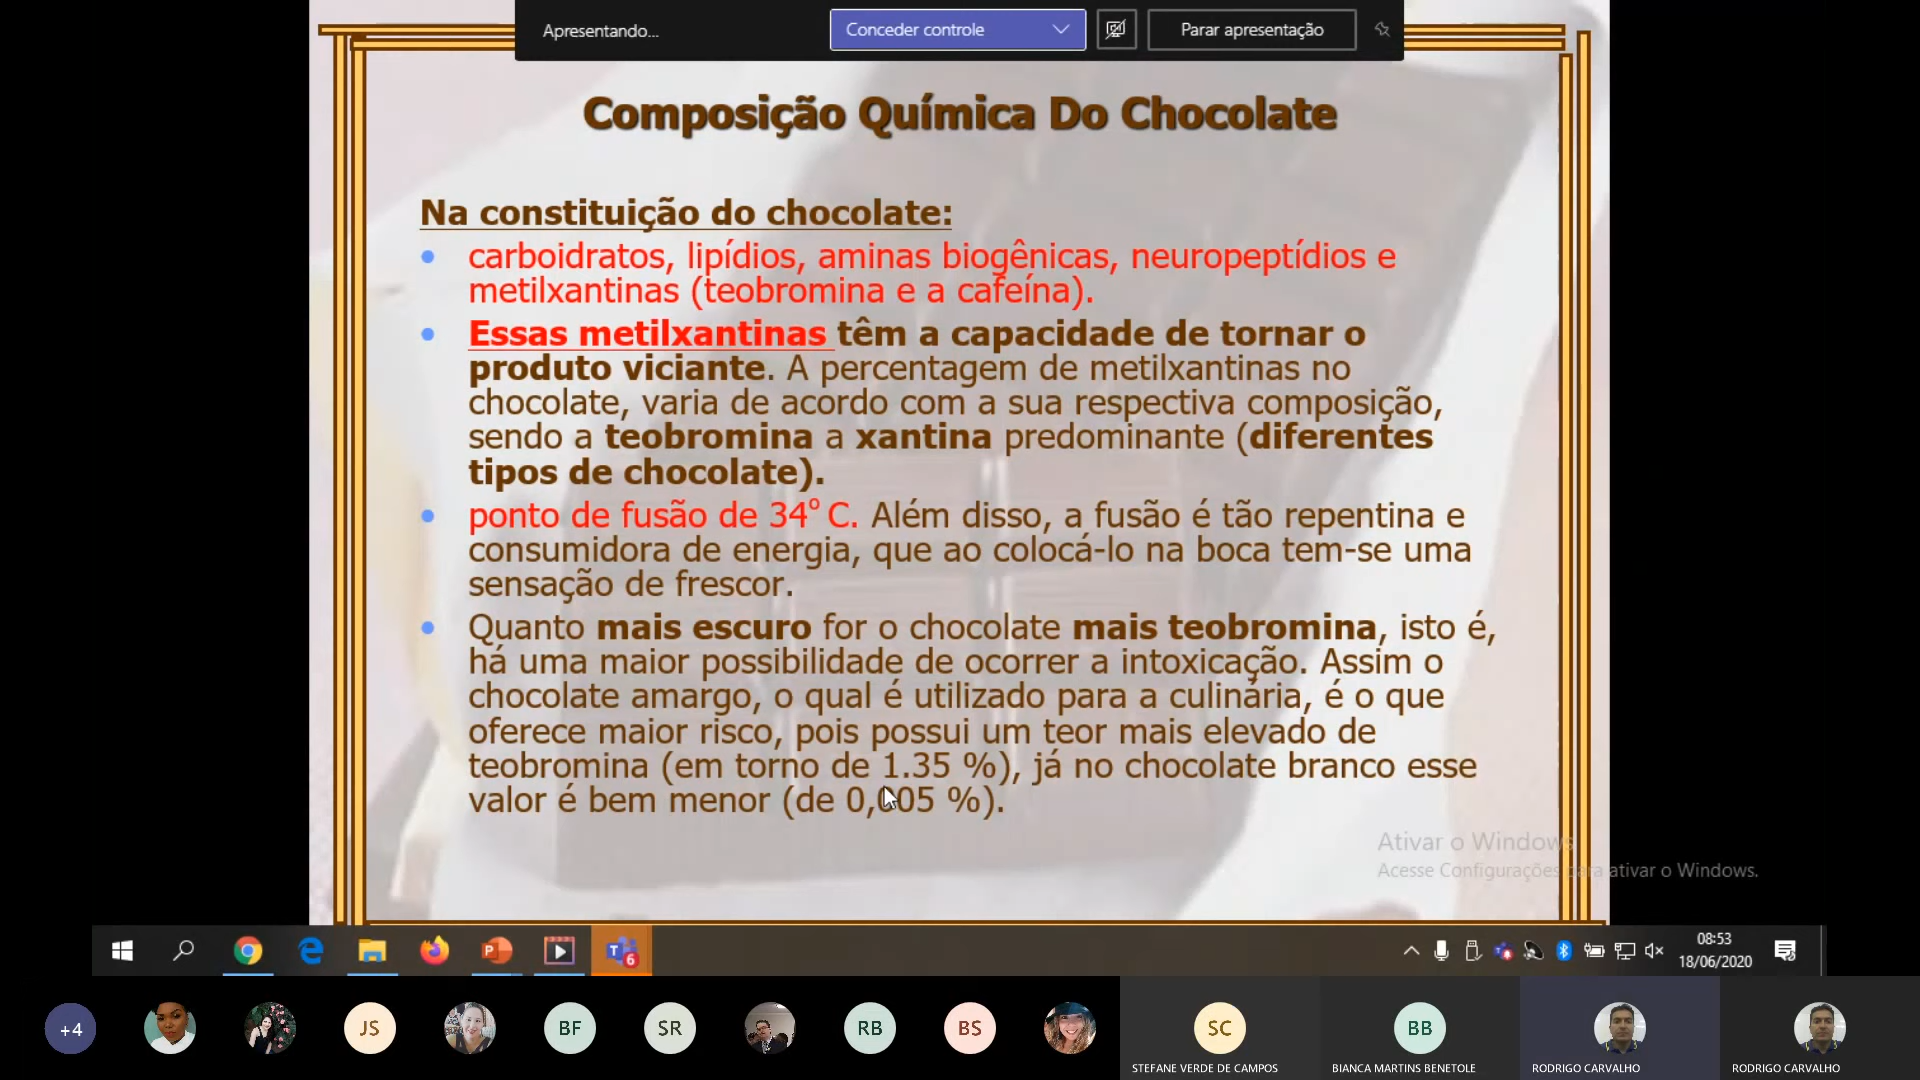 Apresentando...
Conceder controle
Parar apresentação
Composição Química Do Chocolate
Na constituição do chocolate:
carboidratos, lipídios, aminas biogênicas, neuropeptídios e
metilxantinas (teobromina e a cafeína).
Essas metilxantinas têm a capacidade de tornar o
produto viciante. A percentagem de metilxantinas no
chocolate, varia de acordo com a sua respectiva composição,
sendo a teobromina a xantina predominante (diferentes
tipos de chocolate).
ponto de fusão de 34º C. Além disso, a fusão é tão repentina e
consumidora de energia, que ao colocá-lo na boca tem-se uma
sensação de frescor.
Quanto mais escuro for o chocolate mais teobromina, isto é,
há uma maior possibilidade de ocorrer a intoxicação. Assim o
chocolate amargo, o qual é utilizado para a culinária, é o que
oferece maior risco, pois possui um teor mais elevado de
teobromina (em torno de 1.35 %), já no chocolate branco esse
valor é bem menor (de 0,005 %).
Ativar o Windows
Acesse Configurações para ativar o Windows.
6
08:53
18/06/2020
+4
JS
BF
SR
RB
BS
SC
BB
STEFANE VERDE DE CAMPOS
BIANCA MARTINS BENETOLE
RODRIGO CARVALHO
RODRIGO CARVALHO